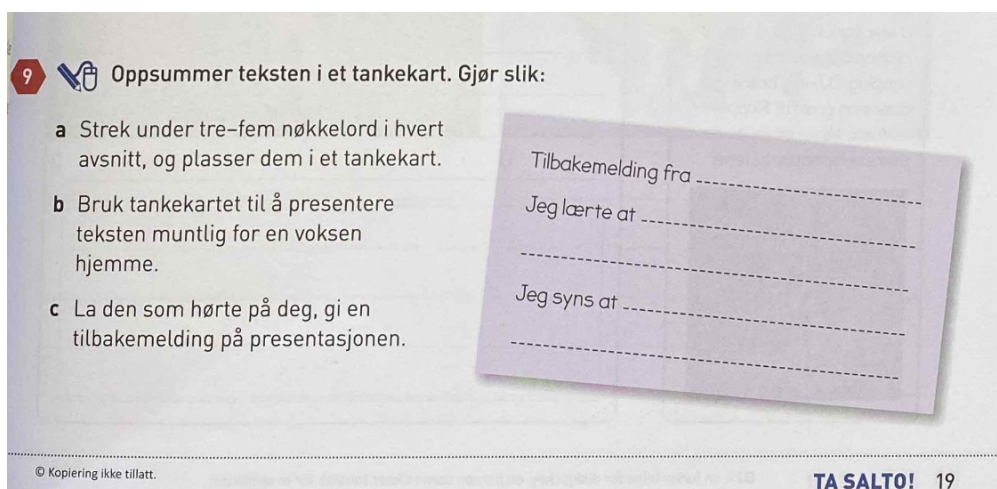 9 Oppsummer teksten i et tankekart. Gjør slik:
a Strek under tre–fem nøkkelord i hvert
avsnitt, og plasser dem i et tankekart.
b Bruk tankekartet til å presentere
teksten muntlig for en voksen
hjemme.
c La den som hørte på deg, gi en
tilbakemelding på presentasjonen.
Tilbakemelding fra
Jeg lærte at
Jeg syns at
© Kopiering ikke tillatt.
TA SALTO! 19